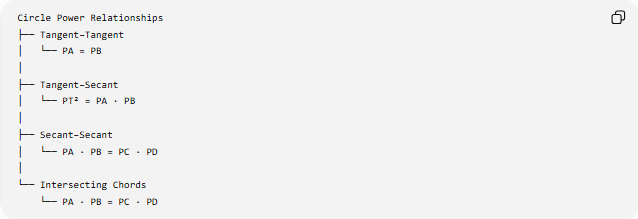 Circle Power Relationships
├── Tangent–Tangent
│   └── PA = PB
│
├── Tangent–Secant
│   └── PT² = PA · PB
│
├── Secant–Secant
│   └── PA · PB = PC · PD
│
└── Intersecting Chords
    └── PA · PB = PC · PD